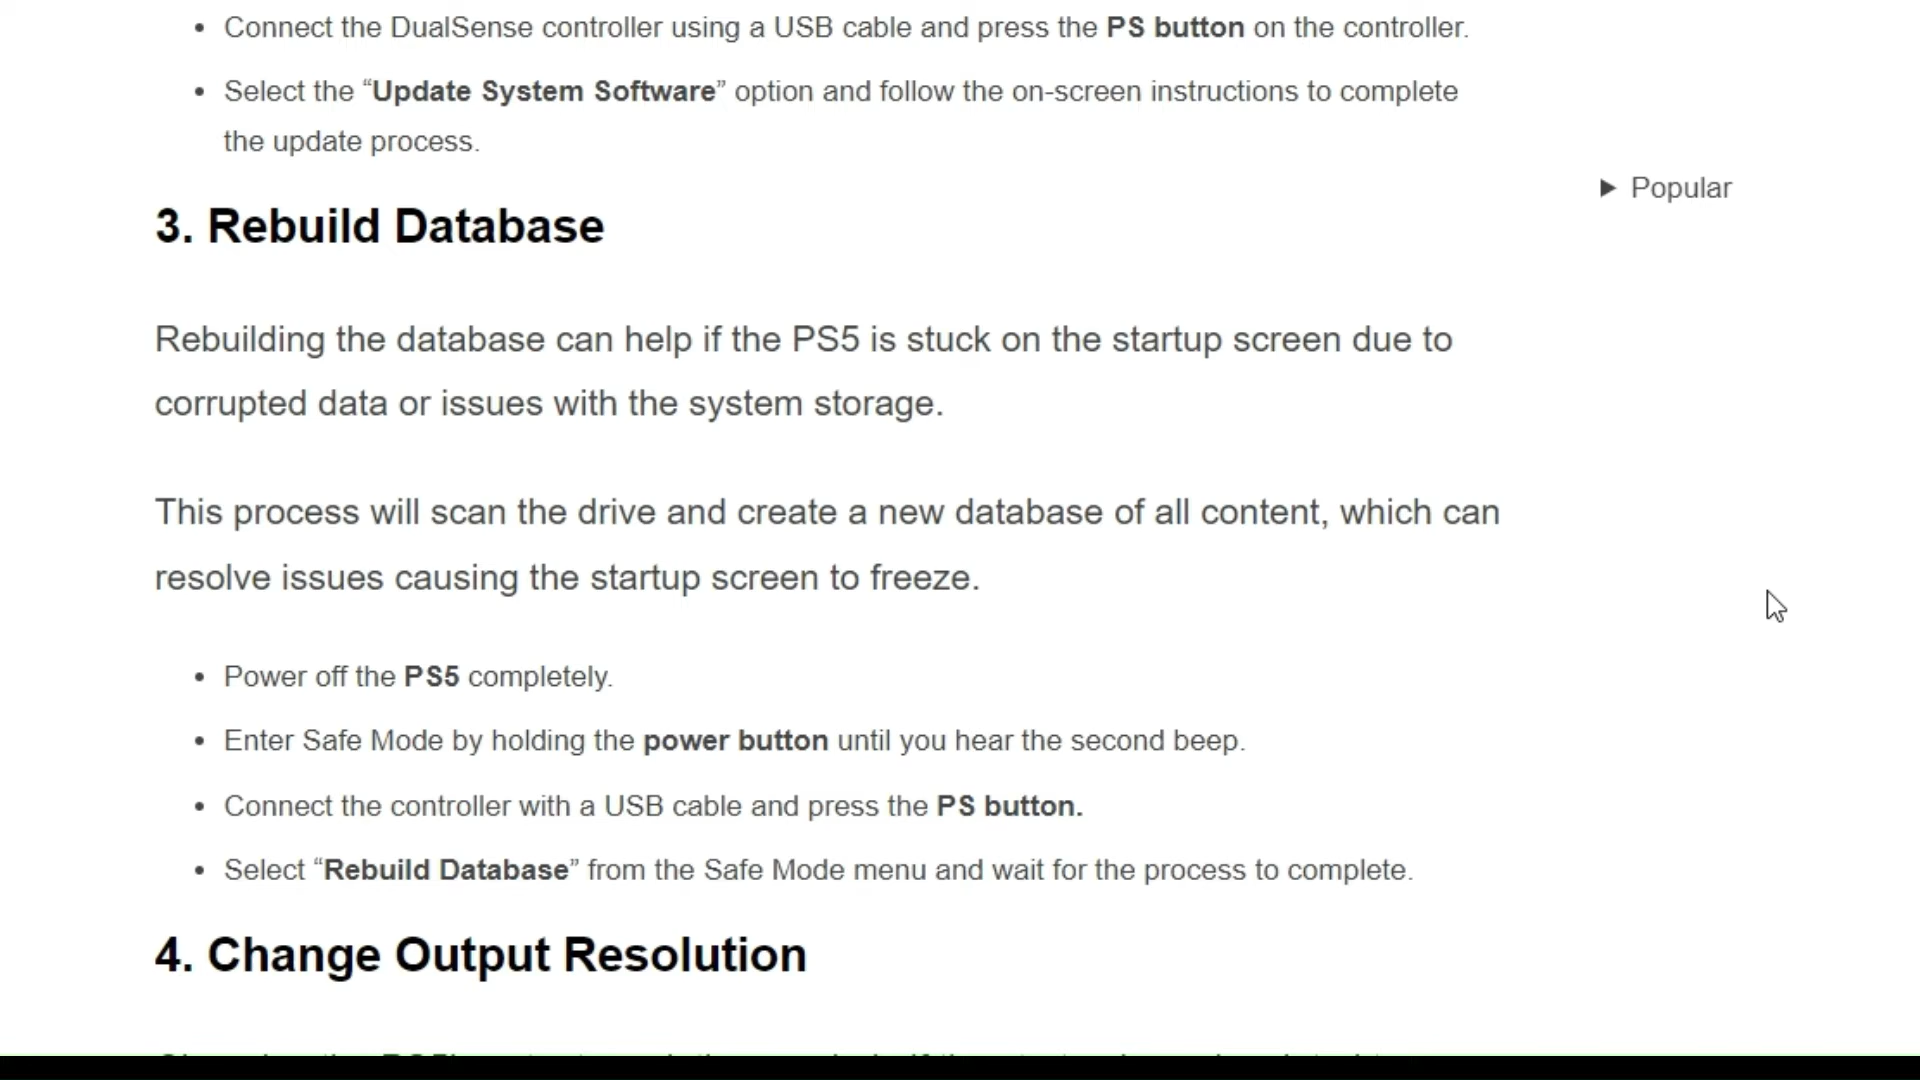 • Connect the DualSense controller using a USB cable and press the PS button on the controller.
• Select the “Update System Software” option and follow the on-screen instructions to complete
the update process.
▶ Popular
3. Rebuild Database
Rebuilding the database can help if the PS5 is stuck on the startup screen due to
corrupted data or issues with the system storage.
This process will scan the drive and create a new database of all content, which can
resolve issues causing the startup screen to freeze.
• Power off the PS5 completely.
• Enter Safe Mode by holding the power button until you hear the second beep.
• Connect the controller with a USB cable and press the PS button.
• Select “Rebuild Database” from the Safe Mode menu and wait for the process to complete.
4. Change Output Resolution